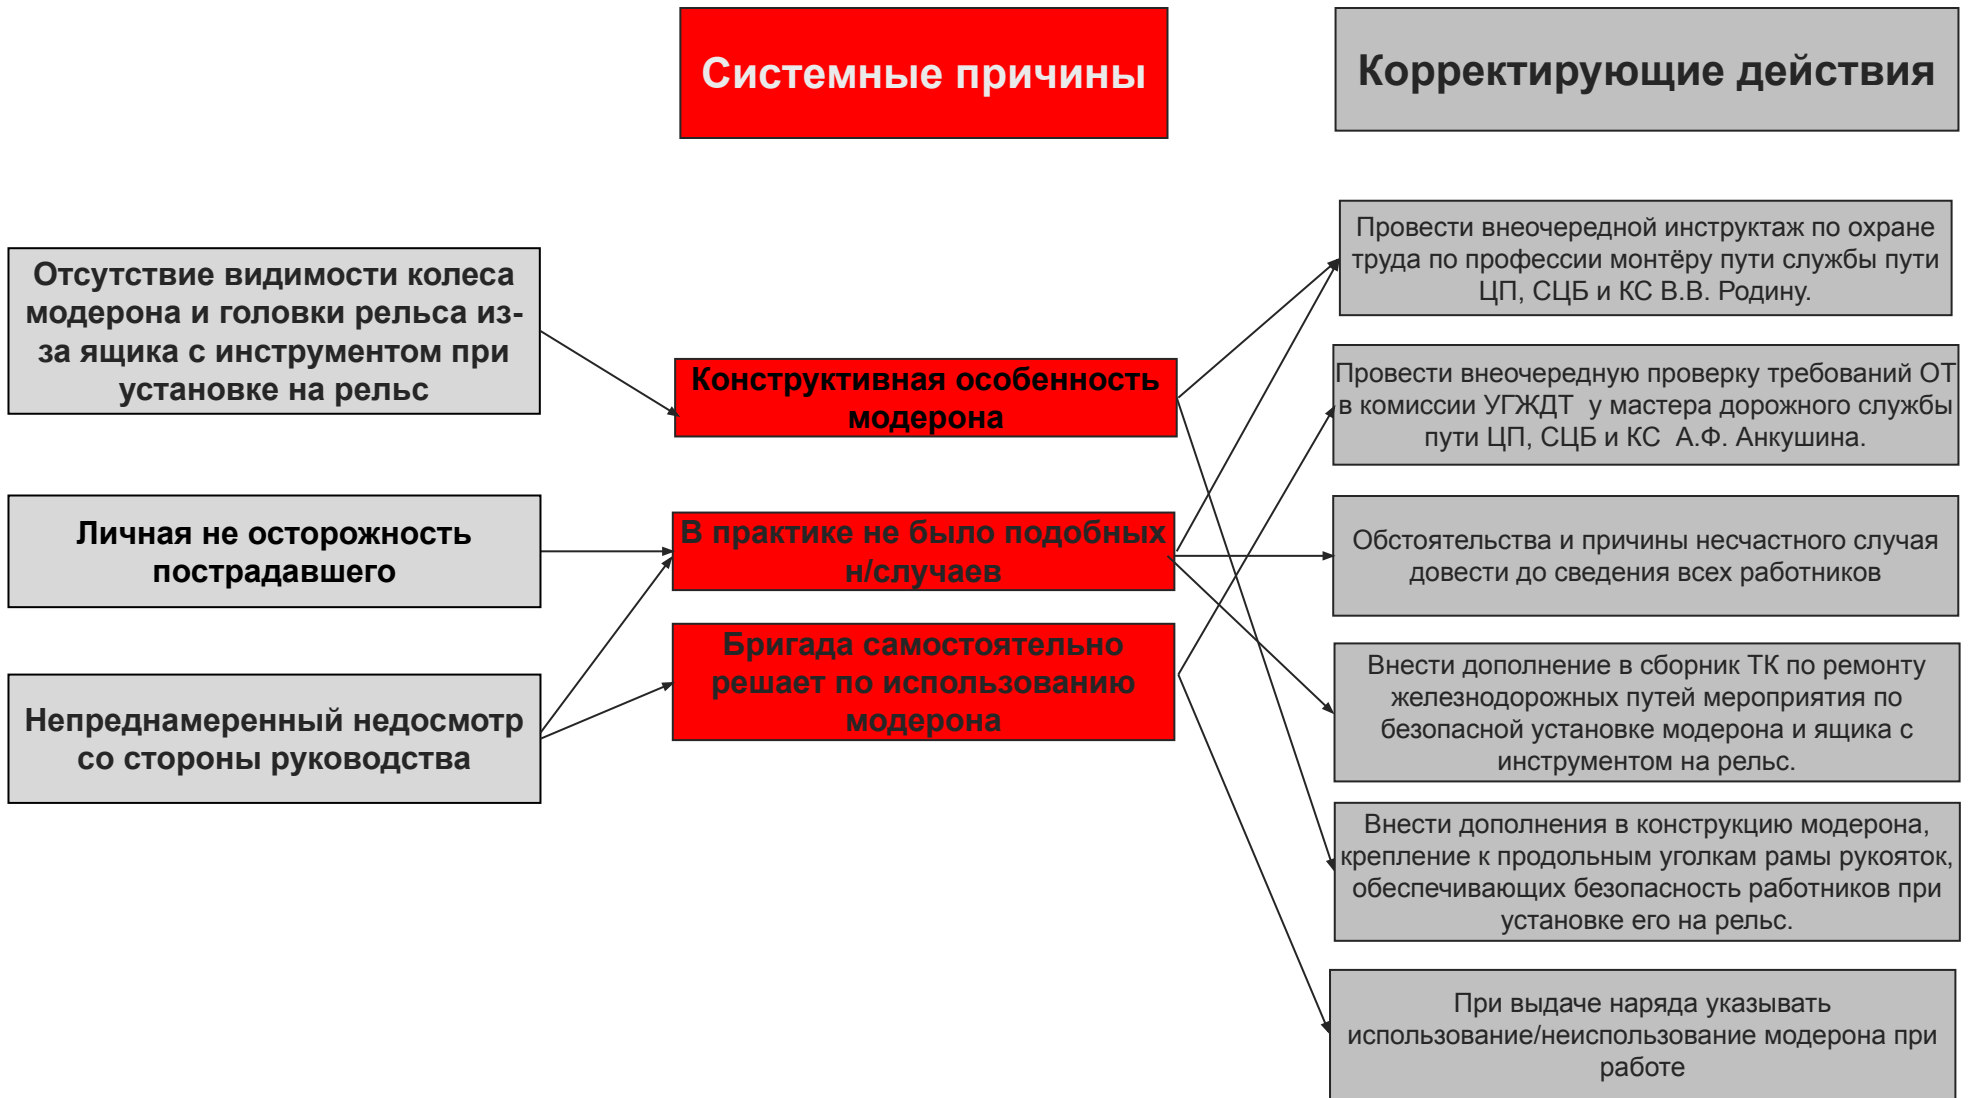 Системные причины
Корректирующие действия
Отсутствие видимости колеса
модерона и головки рельса из-
за ящика с инструментом при
установке на рельс
Личная не осторожность
пострадавшего
Непреднамеренный недосмотр
со стороны руководства
Конструктивная особенность
модерона
В практике не было подобных
н/случаев
Бригада самостоятельно
решает по использованию
модерона
Провести внеочередной инструктаж по охране
труда по профессии монтёру пути службы пути
ЦП, СЦБ и КС В.В. Родину.
Провести внеочередную проверку требований ОТ
в комиссии УГЖДТ  у мастера дорожного службы
пути ЦП, СЦБ и КС  А.Ф. Анкушина.
Обстоятельства и причины несчастного случая
довести до сведения всех работников
Внести дополнение в сборник ТК по ремонту
железнодорожных путей мероприятия по
безопасной установке модерона и ящика с
инструментом на рельс.
Внести дополнения в конструкцию модерона,
крепление к продольным уголкам рамы рукояток,
обеспечивающих безопасность работников при
установке его на рельс.
При выдаче наряда указывать
использование/неиспользование модерона при
работе